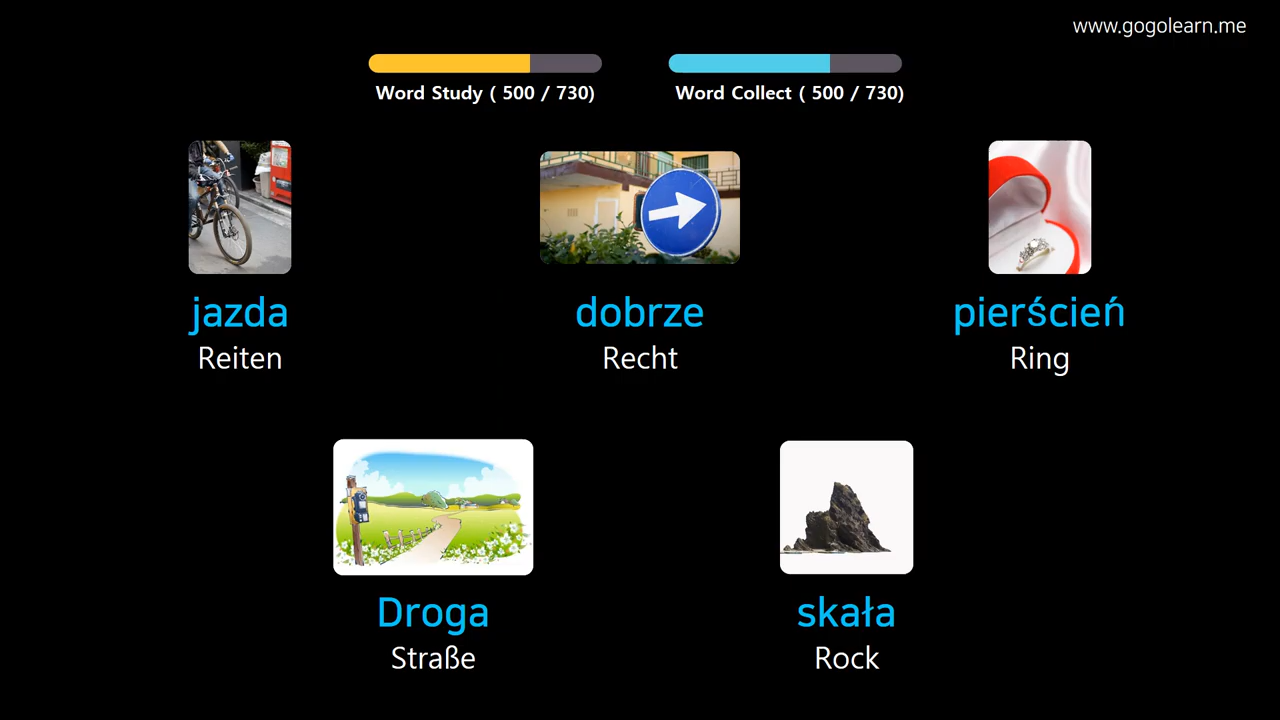 www.gogolearn.me
Word Study ( 500 / 730)
Word Collect ( 500 / 730)
jazda
Reiten
dobrze
Recht
pierścień
Ring
Droga
Straße
skała
Rock